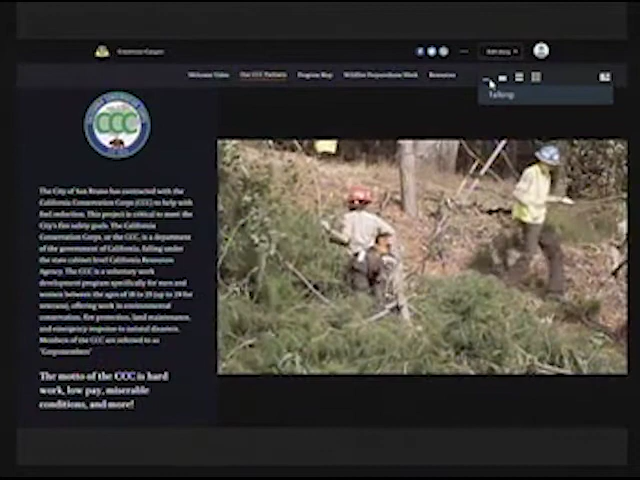 Crestmoor Canyon
Edit story
Welcome Video Our CCC Partners Progress Map Wildfire Preparedness Week Resources
Talking:
CCC
The City of San Bruno has contracted with the
California Conservation Corps (CCC) to help with
fuel reduction. This project is critical to meet the
City's fire safety goals. The California
Conservation Corps, or the CCC, is a department
of the government of California, falling under
the state cabinet level California Resources
Agency. The CCC is a voluntary work
development program specifically for men and
women between the ages of 18 to 25 (up to 29 for
veterans), offering work in environmental
conservation, fire protection, land maintenance,
and emergency response to natural disasters.
Members of the CCC are referred to as
"Corpsmembers"
The motto of the CCC is hard
work, low pay, miserable
conditions, and more!